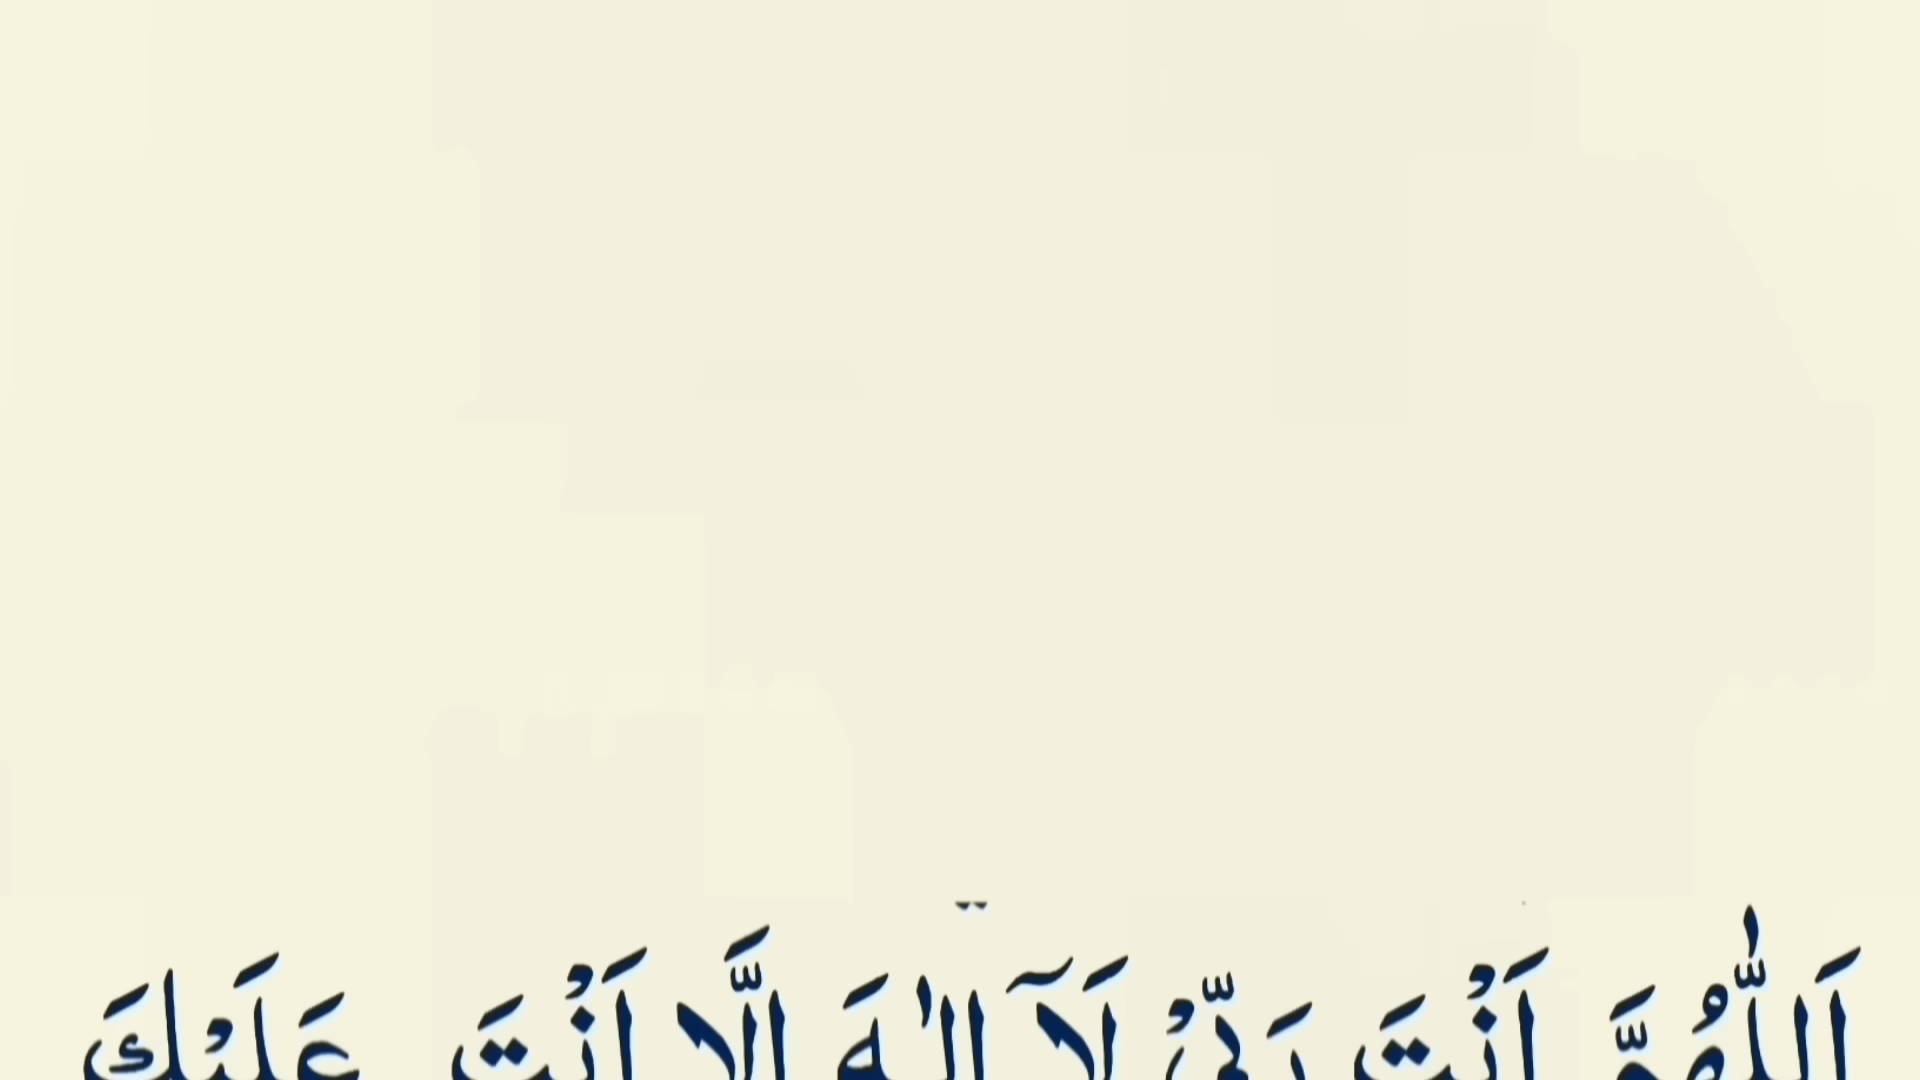 اَللّٰهُمَّ اَنْتَ رَبِّيْ لَآ اِلٰهَ اِلَّا اَنْتَ عَلَيْكَ